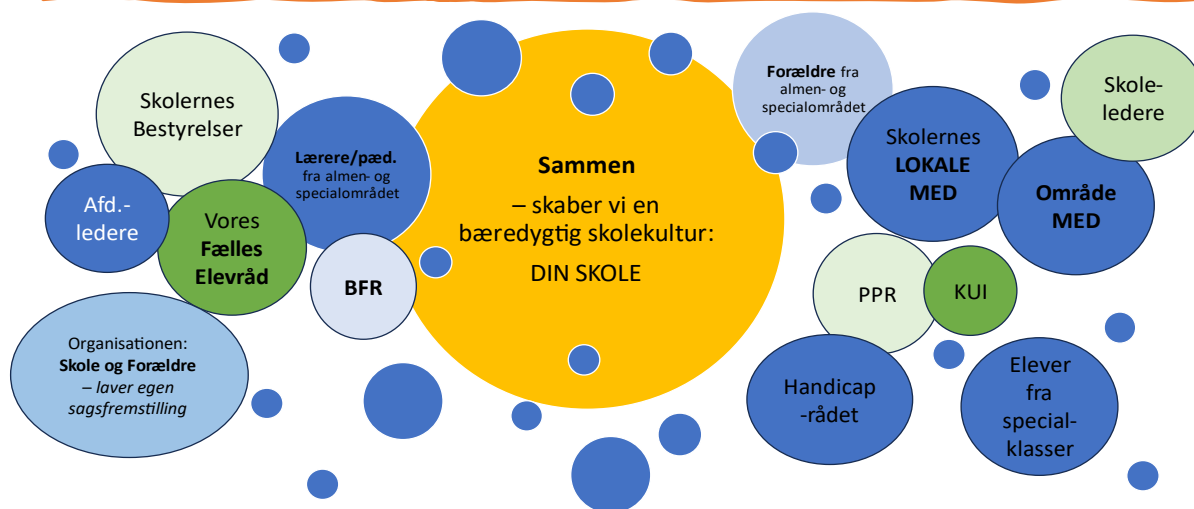 Skolernes
Bestyrelser
Lærere/pæd.
fra almen- og
specialområdet
Afd.-
ledere
Vores
Fælles
Elevråd
BFR
Organisationen:
Skole og Forældre
– laver egen
sagsfremstilling
Sammen
– skaber vi en
bæredygtig skolekultur:
DIN SKOLE
Forældre fra
almen- og
specialområdet
Skolernes
LOKALE
MED
Skole-
ledere
Område
MED
PPR
KUI
Handicap
-rådet
Elever
fra
special-
klasser